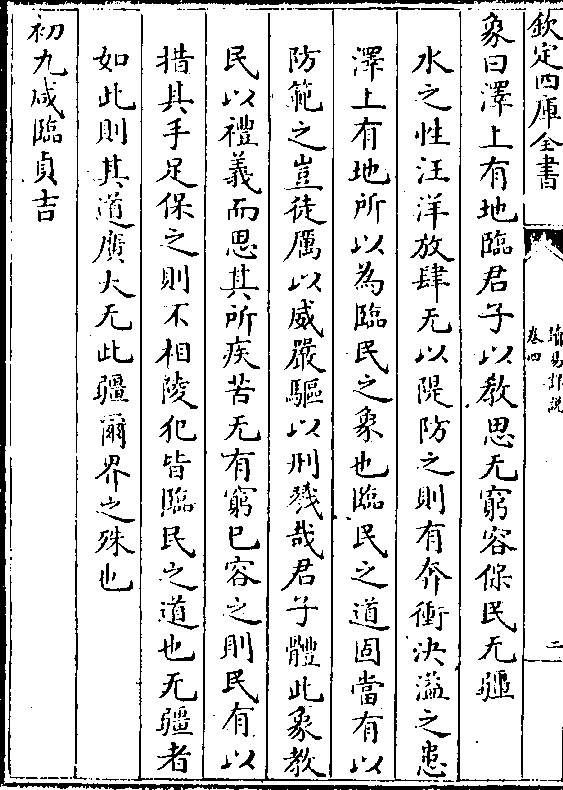 欽定四庫全書
讀易詳說
卷四
二
象曰澤上有地臨君子以敎思无窮容保民无疆
水之性汪洋放肆无以隄防之則有奔衝決溢之患
澤上有地所以為臨民之象也臨民之道固當有以
防範之豈徒厲以威嚴驅以刑戮哉君子體此象敎
民以禮義而思其所疾苦无有窮已容之則民有以
措其手足保之則不相陵犯皆臨民之道也无疆者
如此則其道廣大无此疆爾界之殊也
初九咸臨貞吉